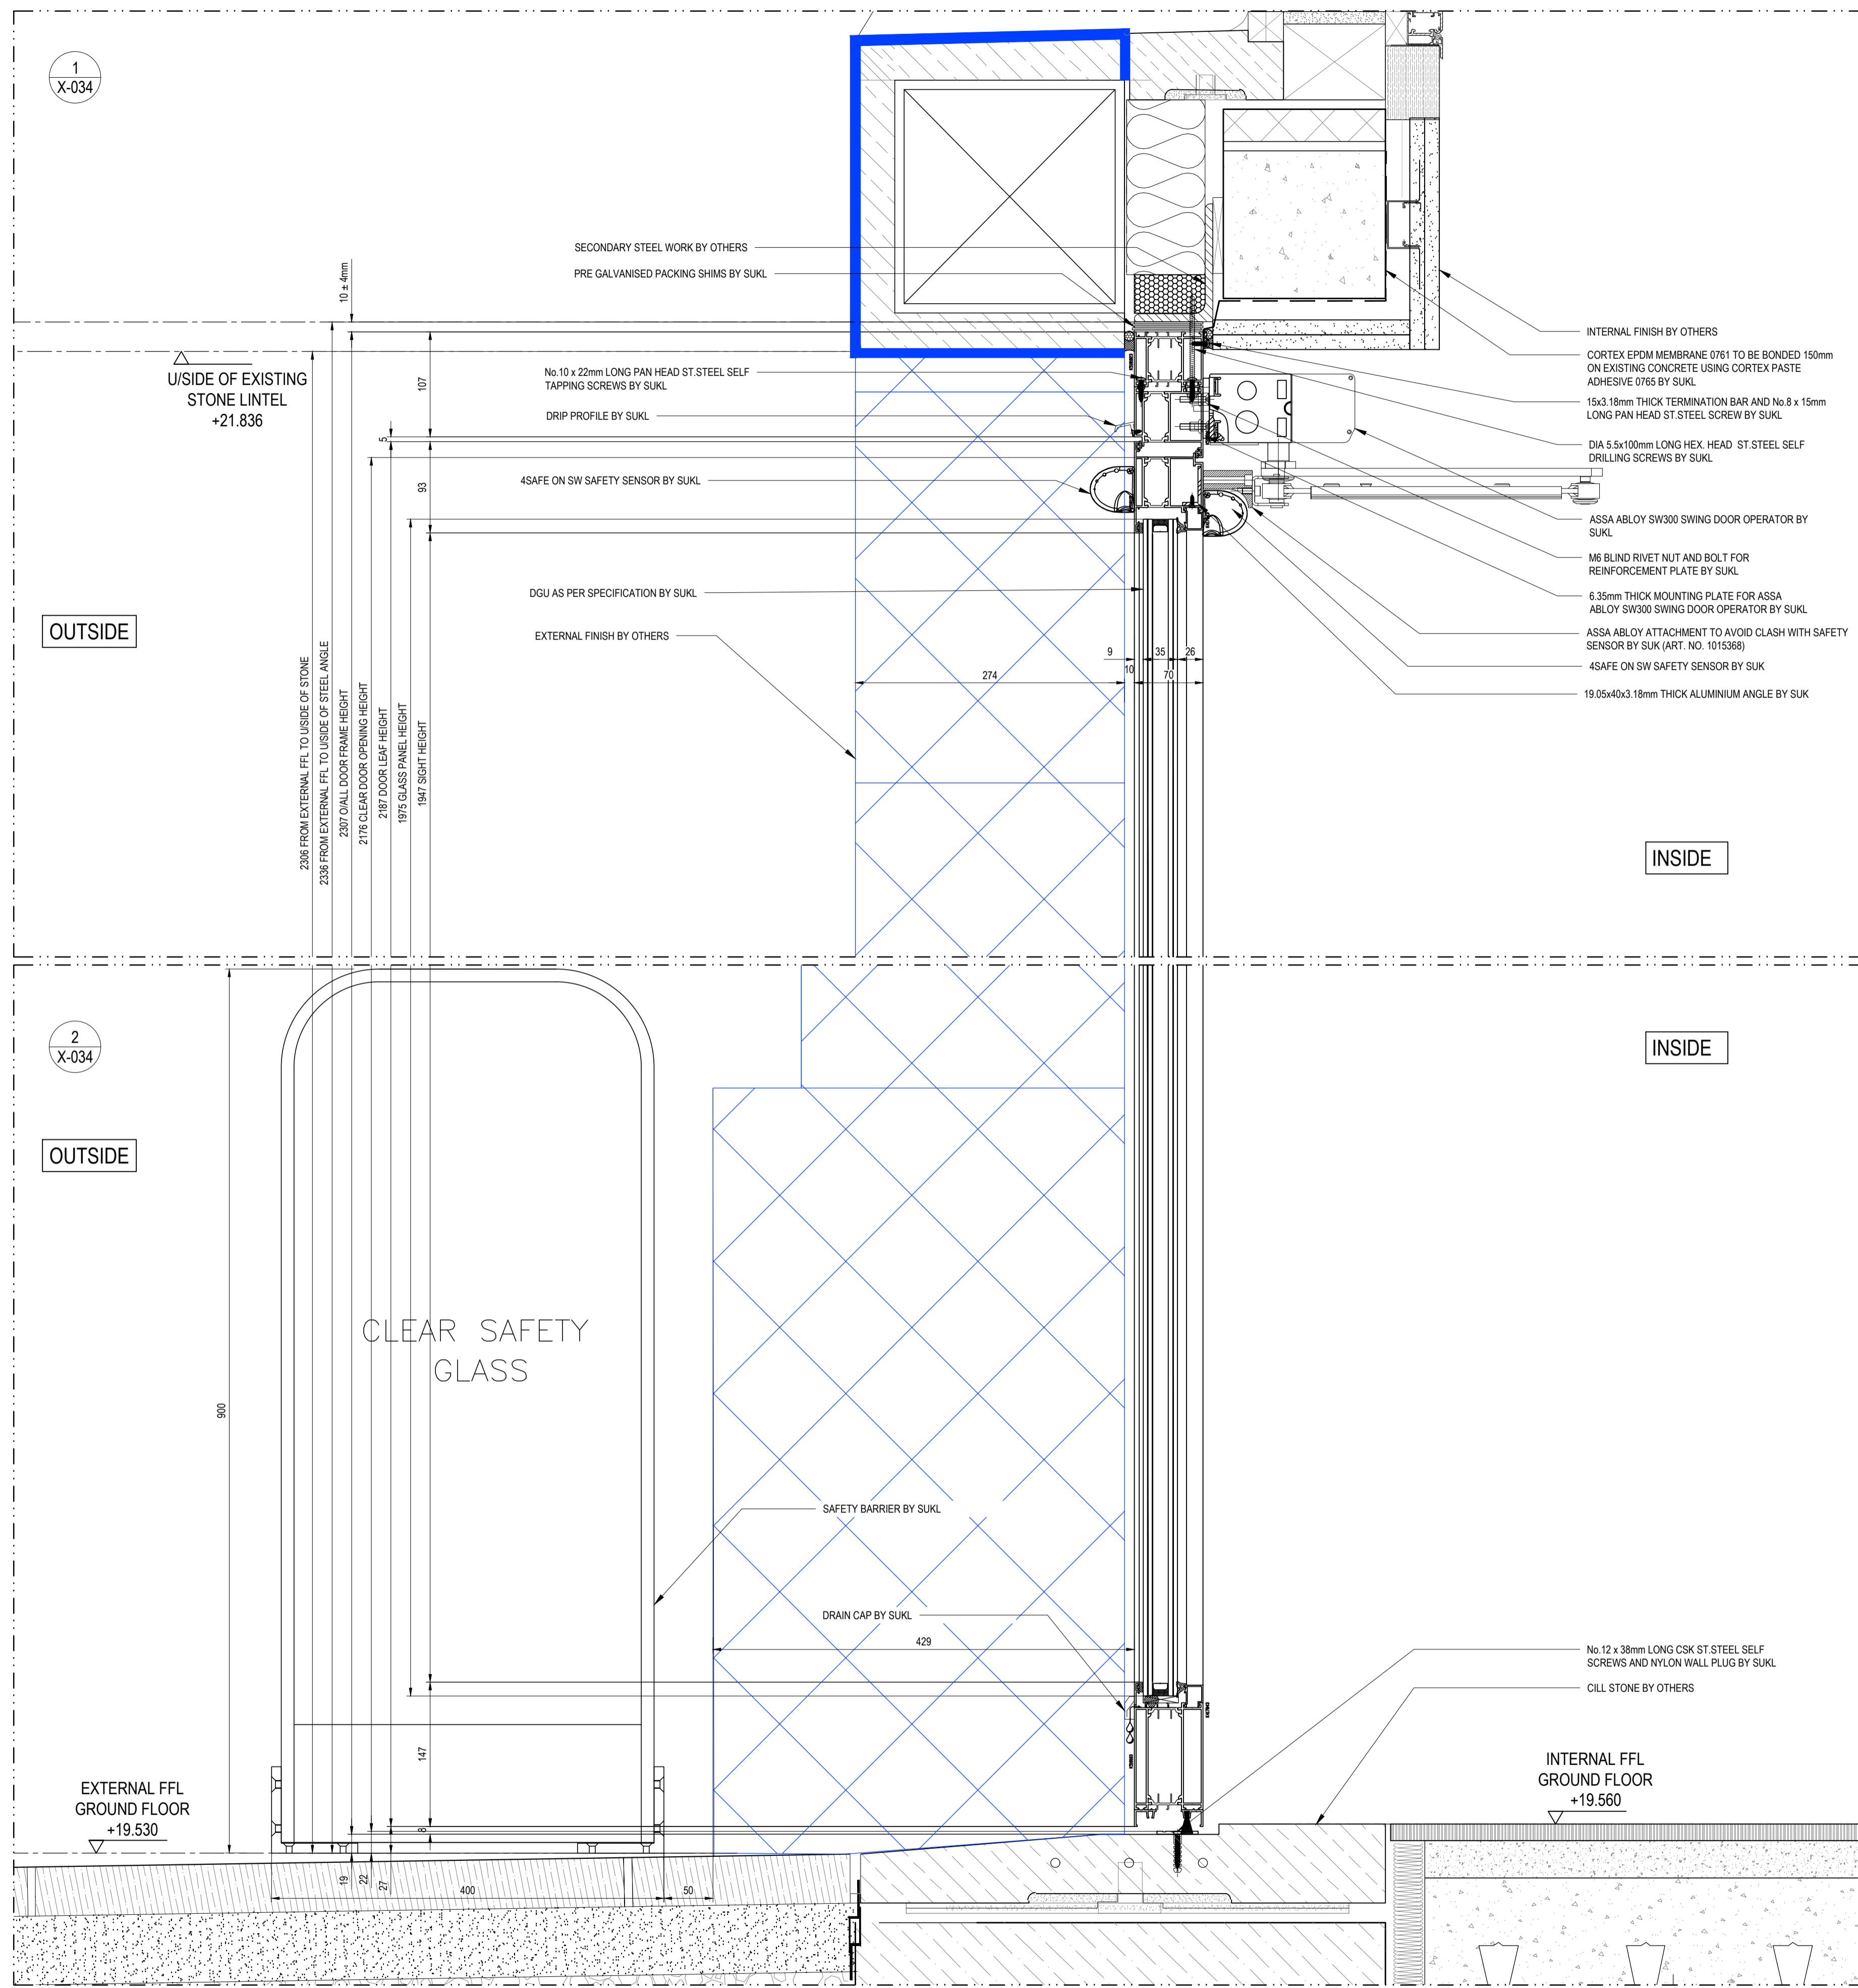 1
X-034
SECONDARY STEEL WORK BY OTHERS
PRE GALVANISED PACKING SHIMS BY SUKL
10 ± 4mm
U/SIDE OF EXISTING
STONE LINTEL
+21.836
107
5
93
No.10 x 22mm LONG PAN HEAD ST.STEEL SELF
TAPPING SCREWS BY SUKL
DRIP PROFILE BY SUKL
4SAFE ON SW SAFETY SENSOR BY SUKL
DGU AS PER SPECIFICATION BY SUKL
EXTERNAL FINISH BY OTHERS
INTERNAL FINISH BY OTHERS
CORTEX EPDM MEMBRANE 0761 TO BE BONDED 150mm
ON EXISTING CONCRETE USING CORTEX PASTE
ADHESIVE 0765 BY SUKL
15x3.18mm THICK TERMINATION BAR AND No.8 x 15mm
LONG PAN HEAD ST.STEEL SCREW BY SUKL
DIA 5.5x100mm LONG HEX. HEAD ST.STEEL SELF
DRILLING SCREWS BY SUKL
ASSA ABLOY SW300 SWING DOOR OPERATOR BY
SUKL
M6 BLIND RIVET NUT AND BOLT FOR
REINFORCEMENT PLATE BY SUKL
6.35mm THICK MOUNTING PLATE FOR ASSA
ABLOY SW300 SWING DOOR OPERATOR BY SUKL
ASSA ABLOY ATTACHMENT TO AVOID CLASH WITH SAFETY
SENSOR BY SUK (ART. NO. 1015368)
4SAFE ON SW SAFETY SENSOR BY SUK
19.05x40x3.18mm THICK ALUMINIUM ANGLE BY SUK
OUTSIDE
9
35
26
10
70
274
2306 FROM EXTERNAL FFL TO U/SIDE OF STONE
2336 FROM EXTERNAL FFL TO U/SIDE OF STEEL ANGLE
2307 O/ALL DOOR FRAME HEIGHT
2176 CLEAR DOOR OPENING HEIGHT
2187 DOOR LEAF HEIGHT
1975 GLASS PANEL HEIGHT
1947 SIGHT HEIGHT
INSIDE
2
X-034
INSIDE
OUTSIDE
CLEAR SAFETY
GLASS
900
SAFETY BARRIER BY SUKL
DRAIN CAP BY SUKL
429
No.12 x 38mm LONG CSK ST.STEEL SELF
SCREWS AND NYLON WALL PLUG BY SUKL
CILL STONE BY OTHERS
147
8
EXTERNAL FFL
GROUND FLOOR
+19.530
INTERNAL FFL
GROUND FLOOR
+19.560
19
22
27
400
50